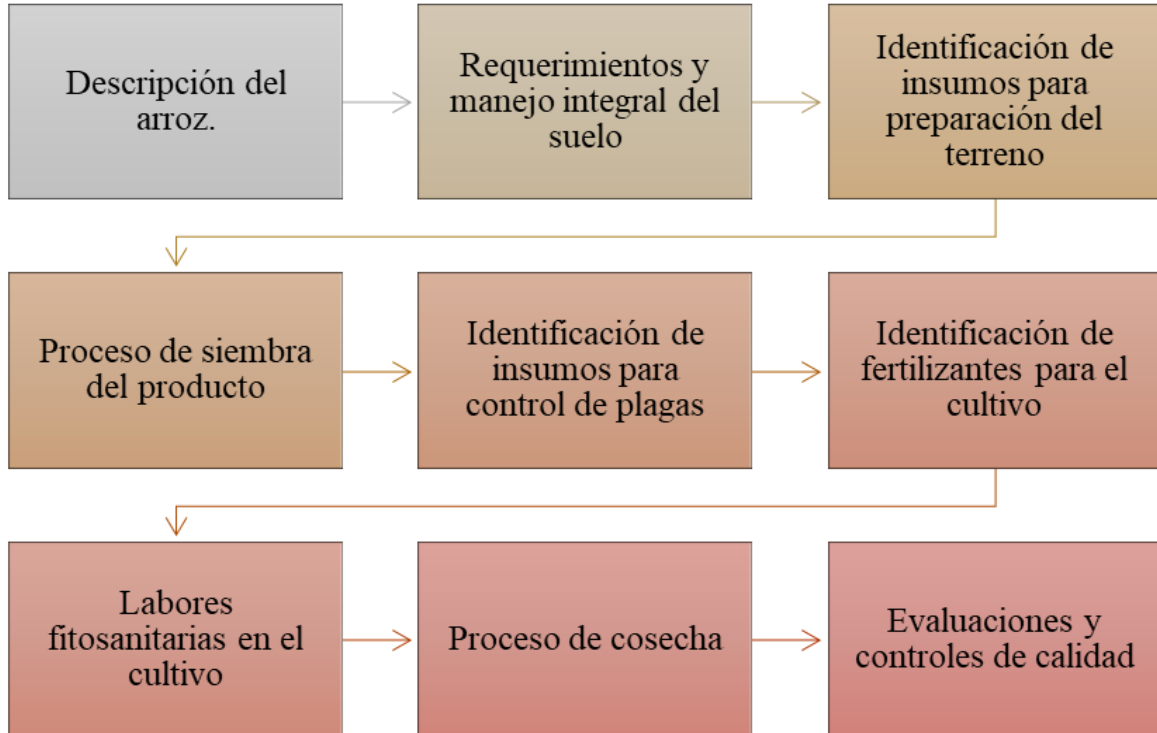 Descripción del
arroz.
Requerimientos y
manejo integral del
suelo
Identificación de
insumos para
preparación del
terreno
Proceso de siembra
del producto
Identificación de
insumos para
control de plagas
Identificación de
fertilizantes para el
cultivo
Labores
fitosanitarias en el
cultivo
Proceso de cosecha
Evaluaciones y
controles de calidad